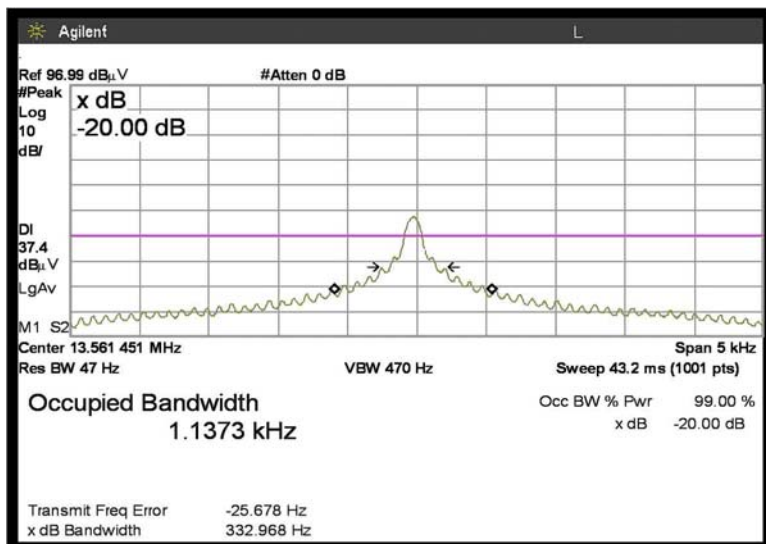 Agilent L
Ref 96.99 dBµV #Atten 0 dB
#Peak
Log
10
dB/
x dB
-20.00 dB
DI
37.4
dBµV
LgAv
M1 S2
Center 13.561 451 MHz Span 5 kHz
Res BW 47 Hz VBW 470 Hz Sweep 43.2 ms (1001 pts)
Occupied Bandwidth Occ BW % Pwr 99.00 %
1.1373 kHz x dB -20.00 dB
Transmit Freq Error -25.678 Hz
x dB Bandwidth 332.968 Hz